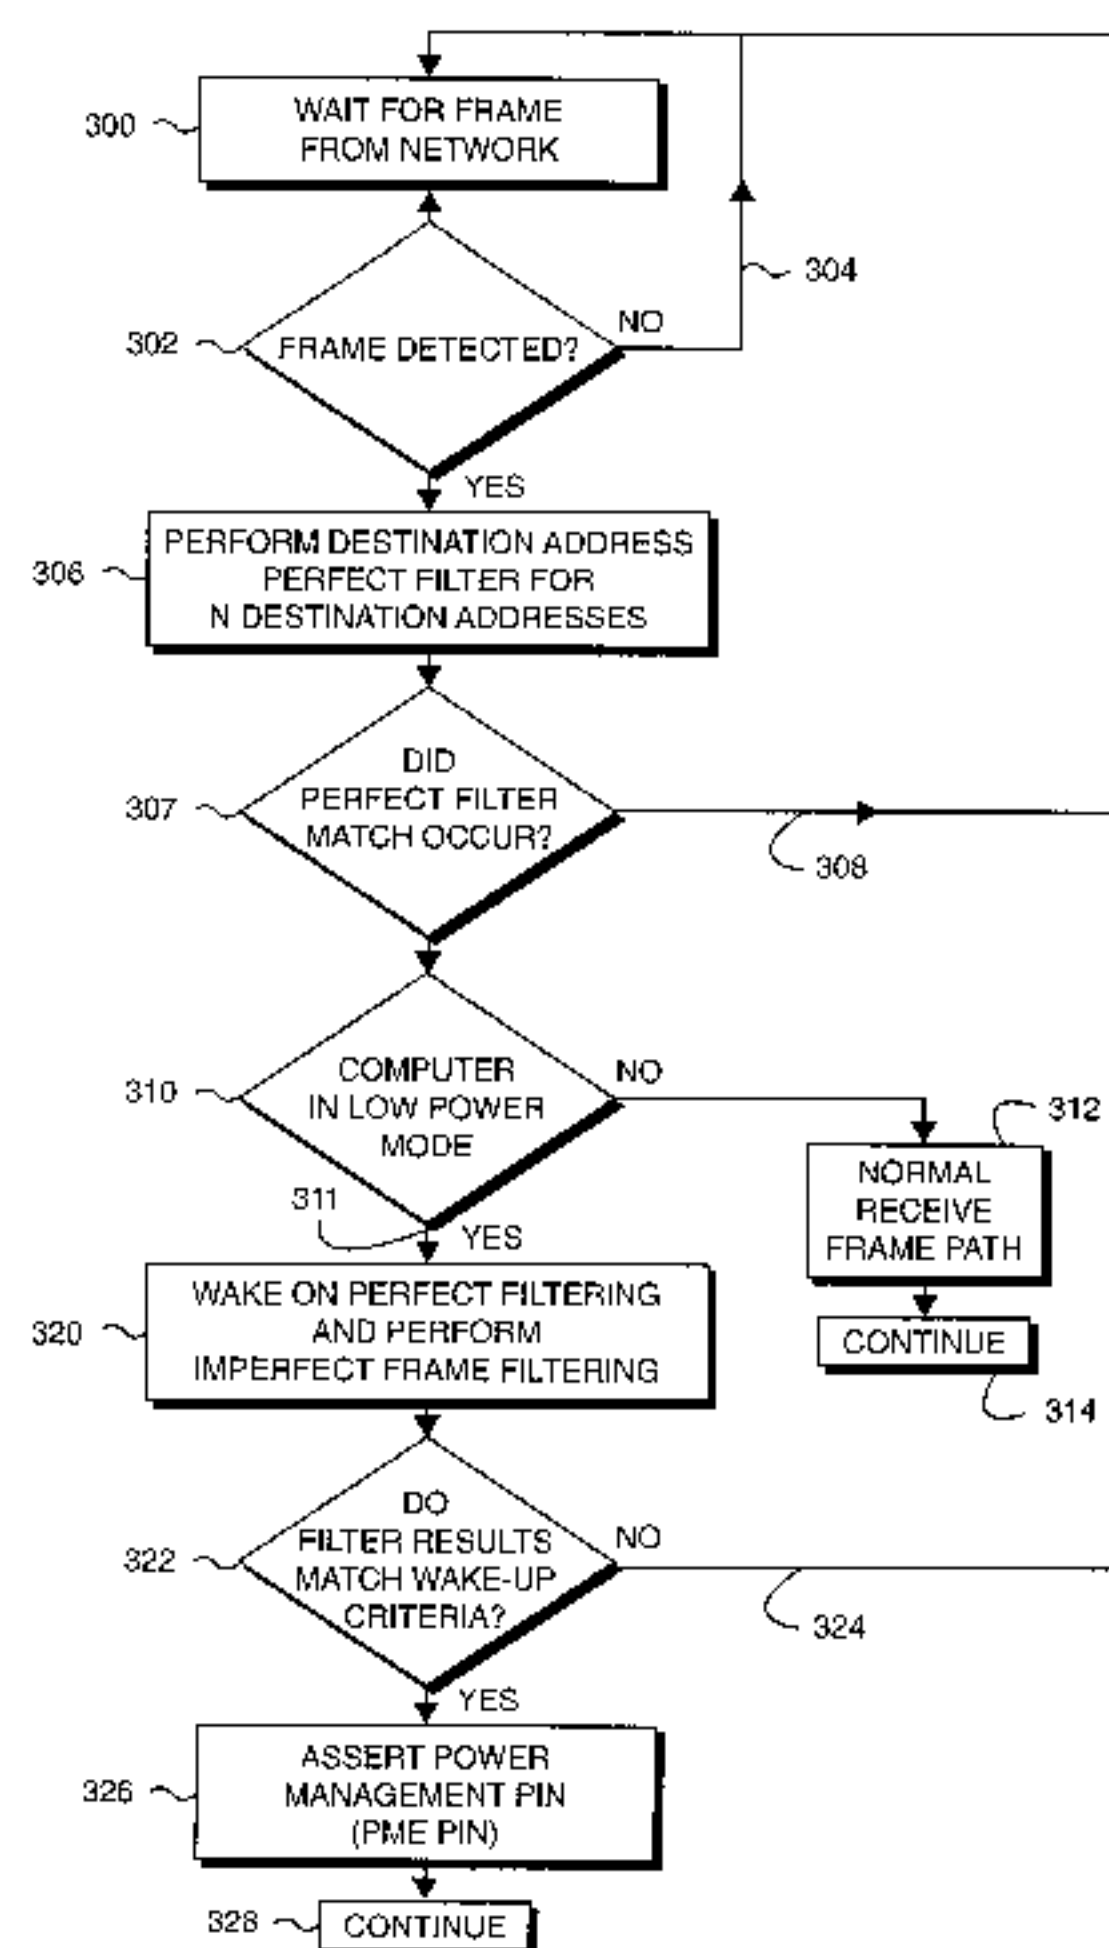 300
WAIT FOR FRAME
FROM NETWORK
304
NO
302
FRAME DETECTED?
YES
PERFORM DESTINATION ADDRESS
306
PERFECT FILTER FOR
N DESTINATION ADDRESSES
DID
307
PERFECT FILTER
MATCH OCCUR?
308
NO
310
COMPUTER
IN LOW POWER
MODE
312
NORMAL
RECEIVE
FRAME PATH
311
YES
WAKE ON PERFECT FILTERING
320
AND PERFORM
IMPERFECT FRAME FILTERING
CONTINUE
314
DO
322
FILTER RESULTS
MATCH WAKE-UP
CRITERIA?
NO
324
YES
ASSERT POWER
326
MANAGEMENT PIN
(PME PIN)
328
CONTINUE